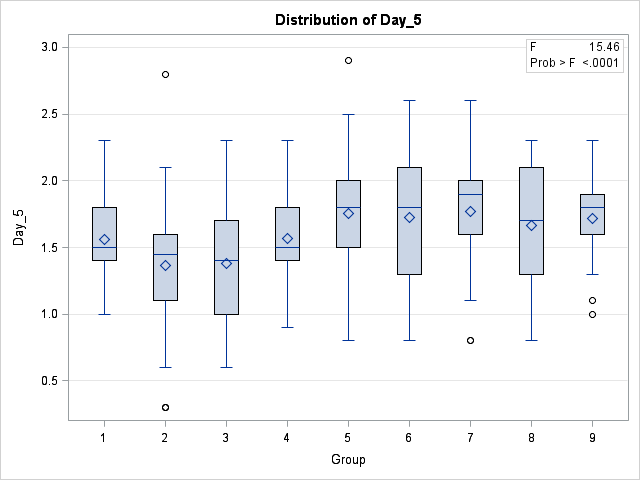 Distribution of Day_5
F 15.46
Prob > F <.0001
3.0
2.5
2.0
1.5
1.0
0.5
Day_5
1 2 3 4 5 6 7 8 9
Group